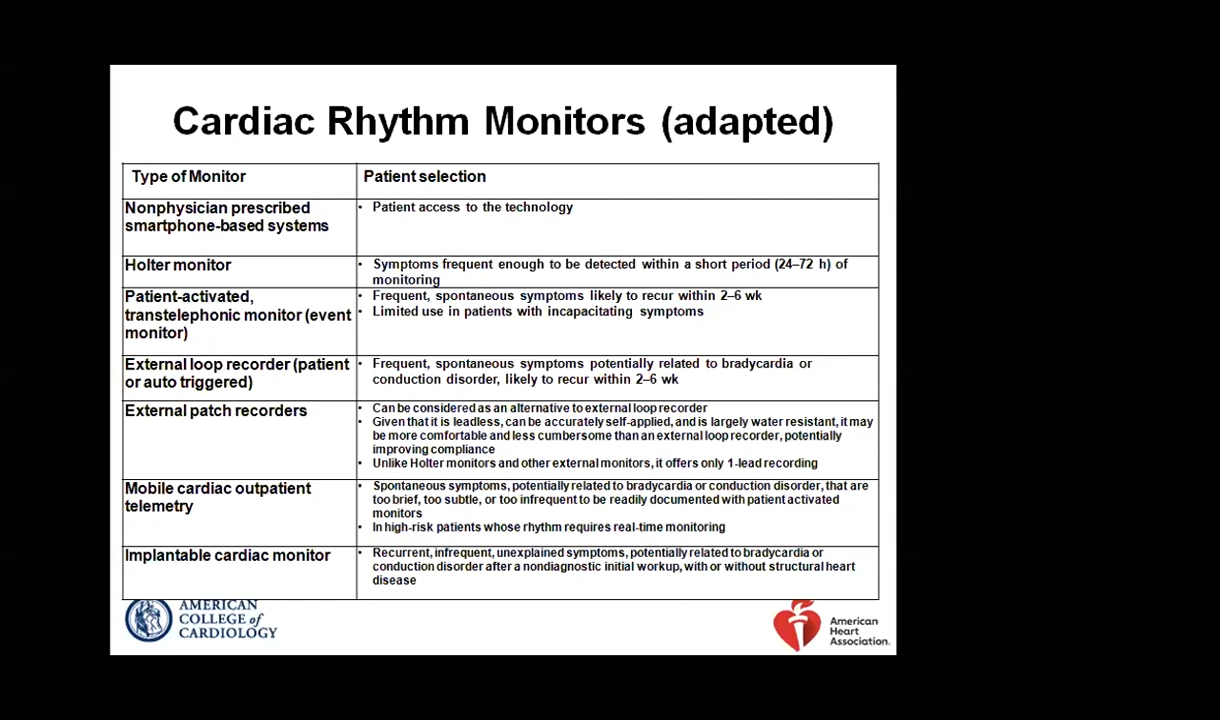 Cardiac Rhythm Monitors (adapted)
Type of Monitor
Patient selection
Nonphysician prescribed
smartphone-based systems
• Patient access to the technology
Holter monitor
• Symptoms frequent enough to be detected within a short period (24–72 h) of
monitoring
Patient-activated,
transtelephonic monitor (event
monitor)
• Frequent, spontaneous symptoms likely to recur within 2–6 wk
• Limited use in patients with incapacitating symptoms
External loop recorder (patient
or auto triggered)
• Frequent, spontaneous symptoms potentially related to bradycardia or
conduction disorder, likely to recur within 2–6 wk
External patch recorders
• Can be considered as an alternative to external loop recorder
• Given that it is leadless, can be accurately self-applied, and is largely water resistant, it may
be more comfortable and less cumbersome than an external loop recorder, potentially
improving compliance
• Unlike Holter monitors and other external monitors, it offers only 1-lead recording
Mobile cardiac outpatient
telemetry
• Spontaneous symptoms, potentially related to bradycardia or conduction disorder, that are
too brief, too subtle, or too infrequent to be readily documented with patient activated
monitors
• In high-risk patients whose rhythm requires real-time monitoring
Implantable cardiac monitor
• Recurrent, infrequent, unexplained symptoms, potentially related to bradycardia or
conduction disorder after a nondiagnostic initial workup, with or without structural heart
disease
AMERICAN
COLLEGE of
CARDIOLOGY
American
Heart
Association.